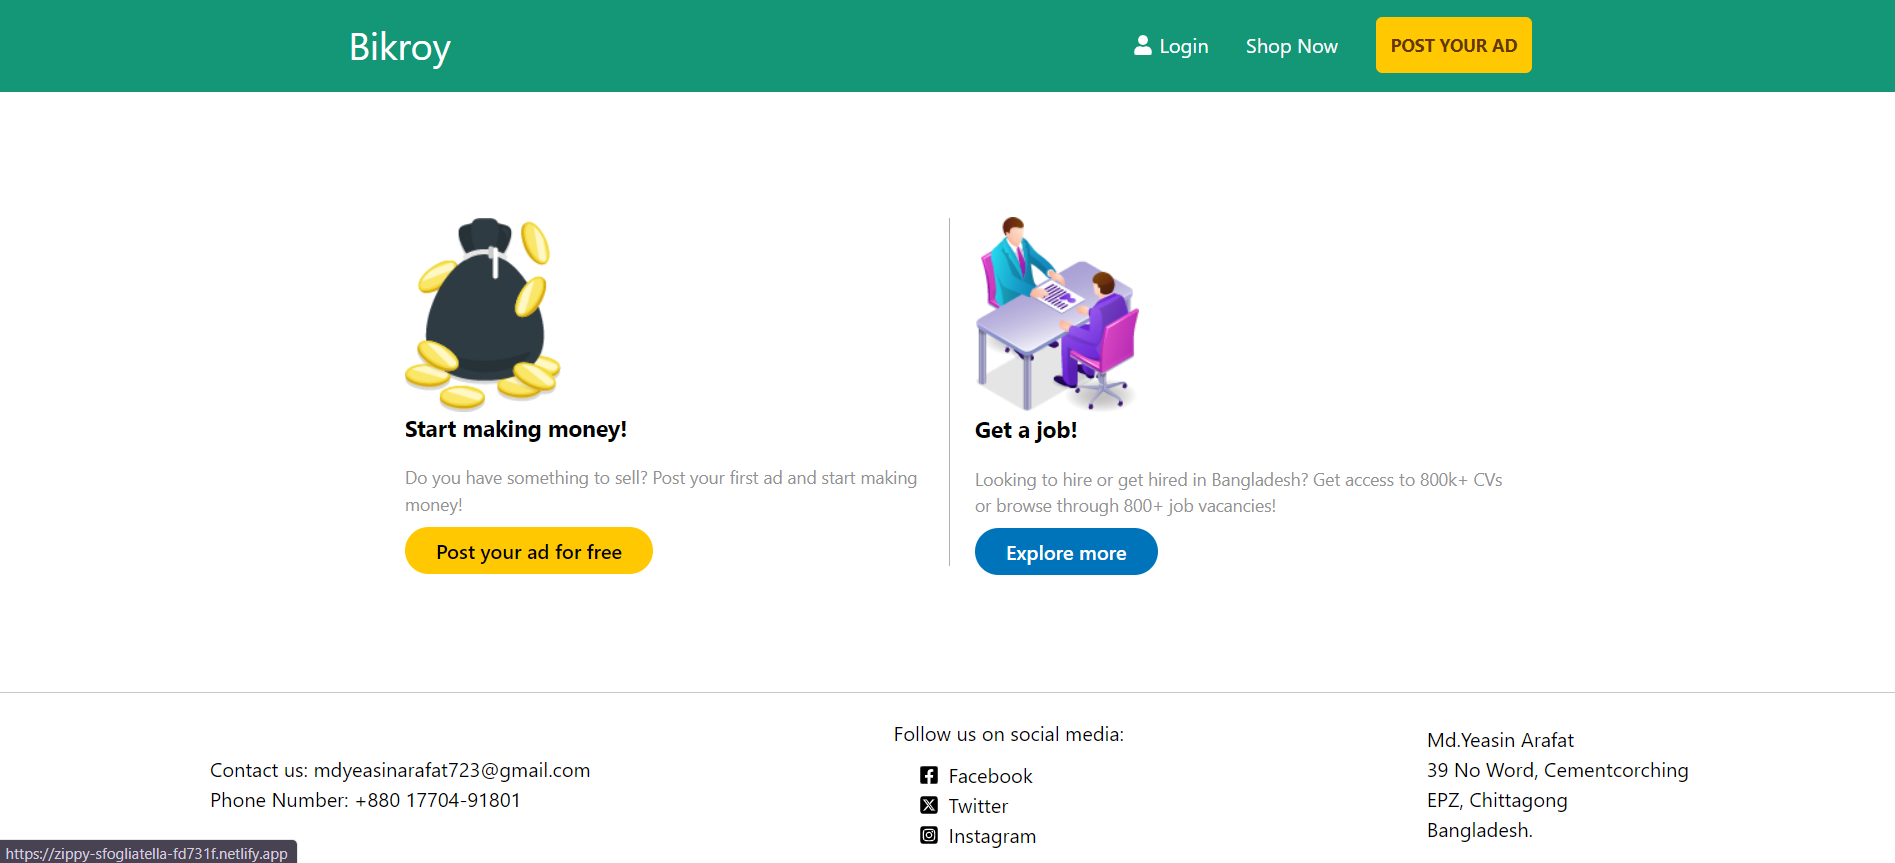 Bikroy
Login
Shop Now
POST YOUR AD
Start making money!
Do you have something to sell? Post your first ad and start making
money!
Post your ad for free
Get a job!
Looking to hire or get hired in Bangladesh? Get access to 800k+ CVs
or browse through 800+ job vacancies!
Explore more
Contact us: mdyeasinarafat723@gmail.com
Phone Number: +880 17704-91801
Follow us on social media:
Facebook
Twitter
Instagram
Md.Yeasin Arafat
39 No Word, Cementcorching
EPZ, Chittagong
Bangladesh.
https://zippy-sfogliatella-fd731f.netlify.app